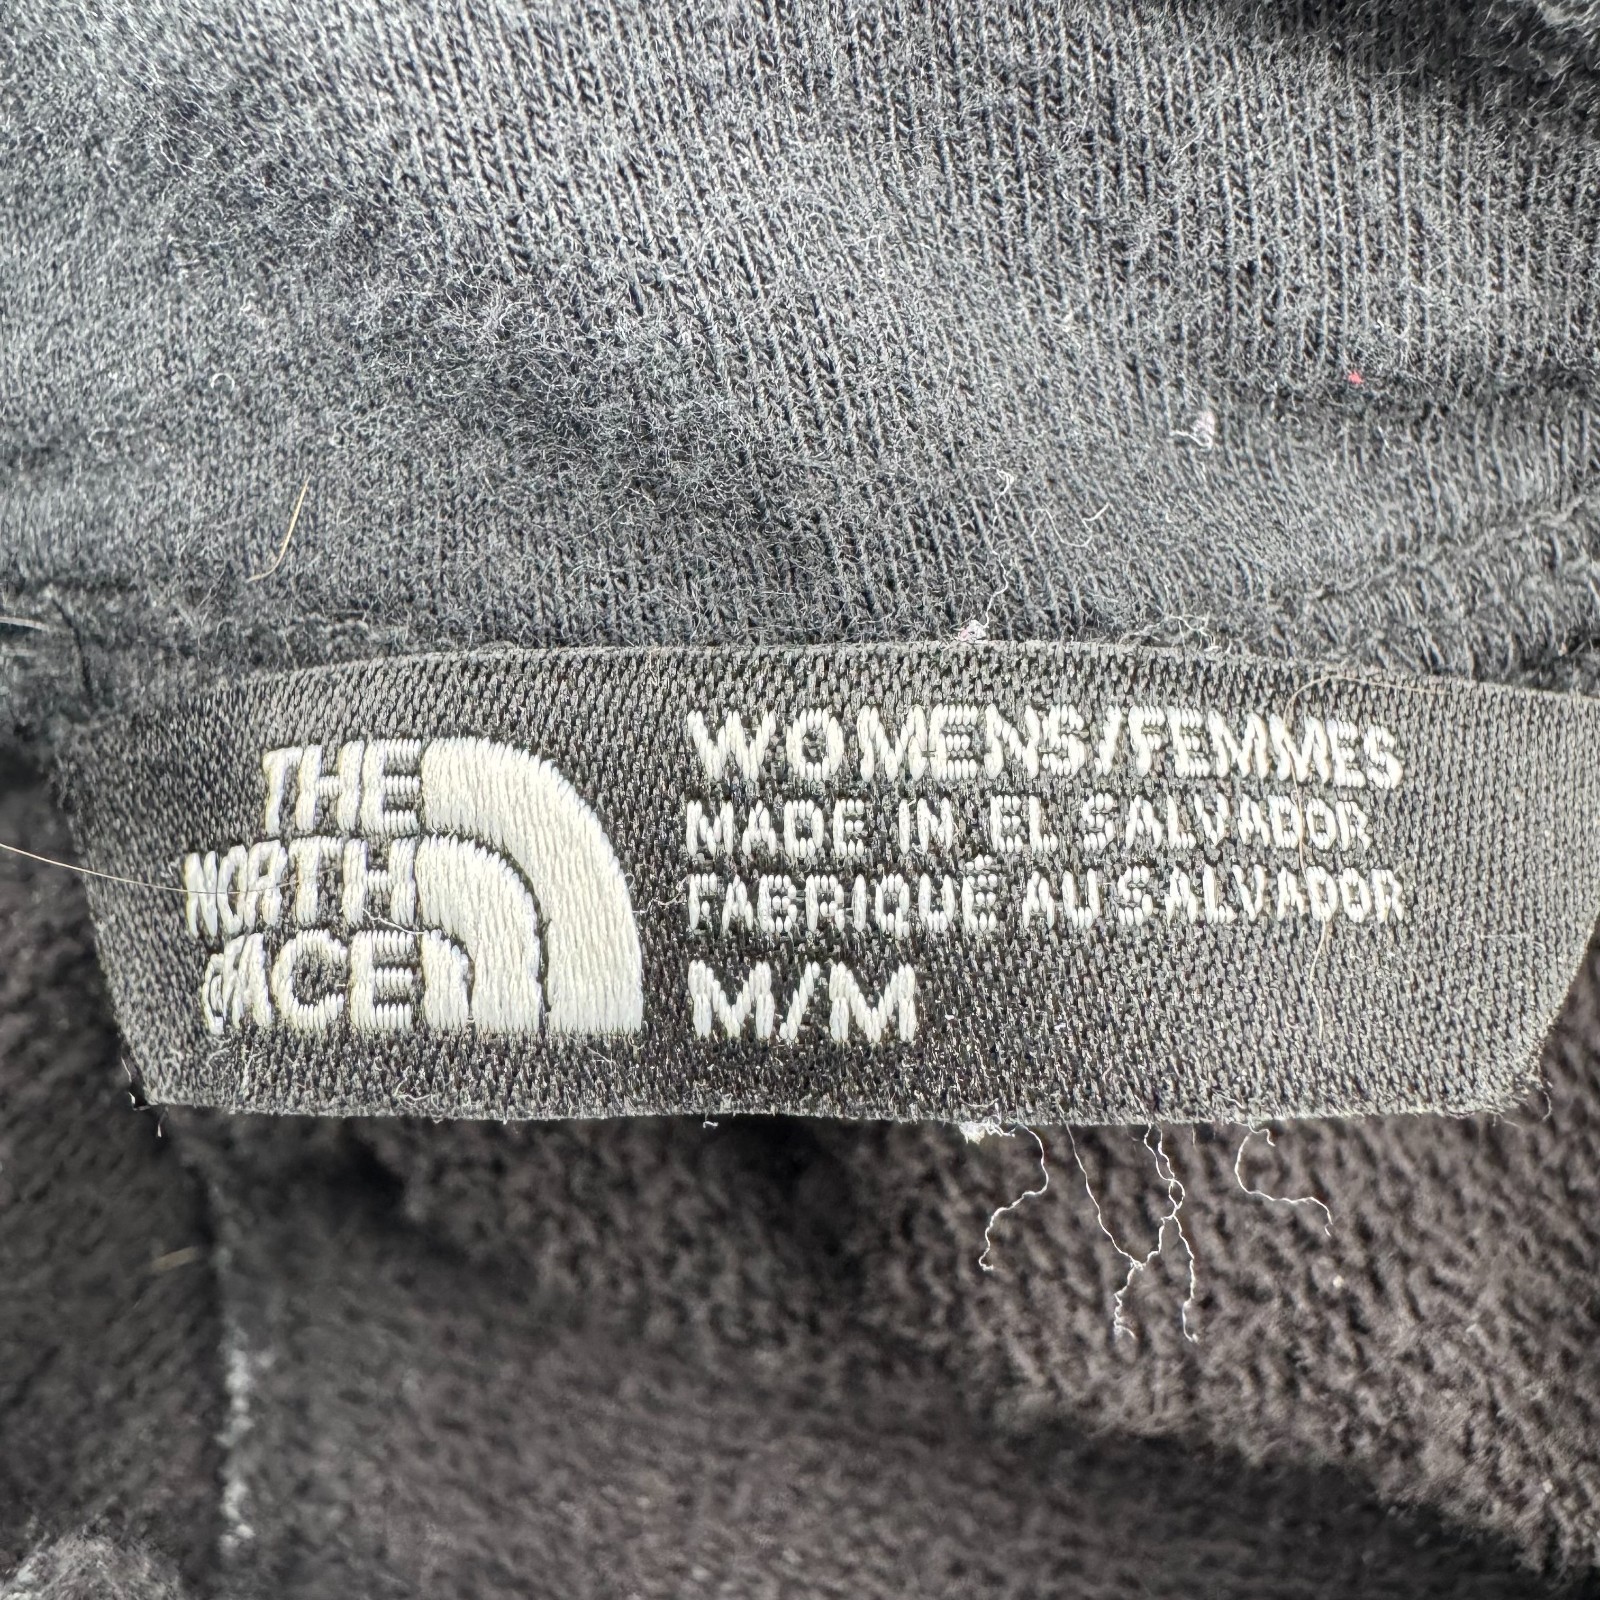 THE
NORTH
FACE
WOMENS/FEMMES
MADE IN EL SALVADOR
FABRIQUÉ AU SALVADOR
M/M